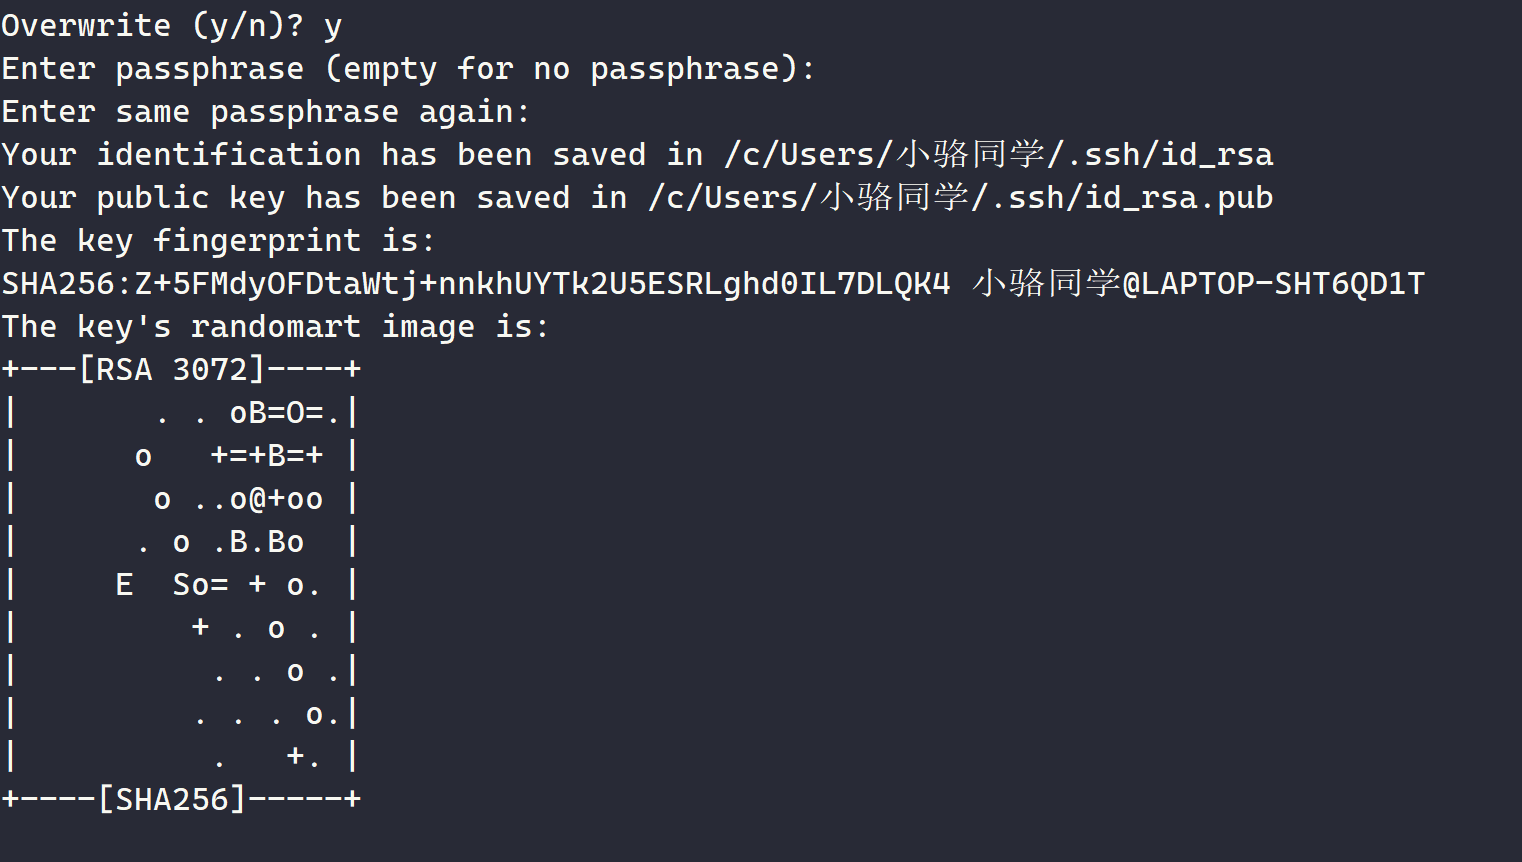 Overwrite (y/n)? y
Enter passphrase (empty for no passphrase):
Enter same passphrase again:
Your identification has been saved in /c/Users/小骆同学/.ssh/id_rsa
Your public key has been saved in /c/Users/小骆同学/.ssh/id_rsa.pub
The key fingerprint is:
SHA256:Z+5FMdyOFDtaWtj+nnkhUYTk2U5ESRLghd0IL7DLQK4 小骆同学@LAPTOP-SHT6QD1T
The key's randomart image is:
+---[RSA 3072]----+
|       . . oB=O=.|
|      o   +=+B=+ |
|       o ..o@+oo |
|      . o .B.Bo  |
|     E  So= + o. |
|         + . o . |
|          . . o .|
|         . . . o.|
|          .   +. |
+----[SHA256]-----+